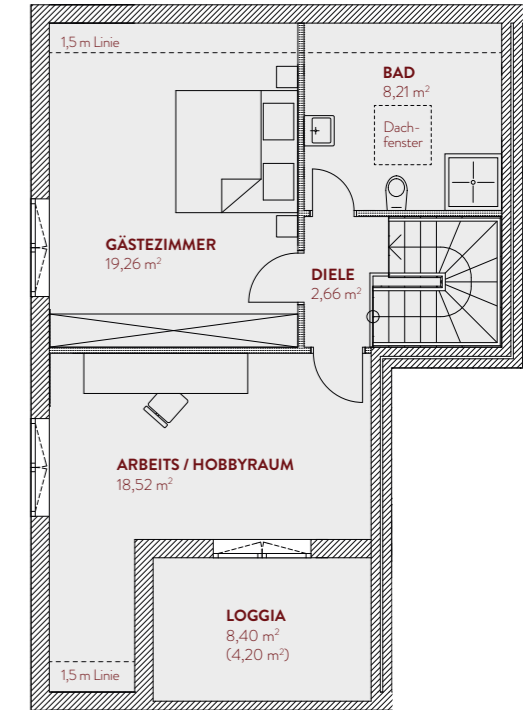 1,5 m Linie
BAD
8,21 m²
Dach-
fenster
GÄSTEZIMMER
19,26 m²
DIELE
2,66 m²
ARBEITS / HOBBYRAUM
18,52 m²
LOGGIA
8,40 m²
(4,20 m²)
1,5 m Linie